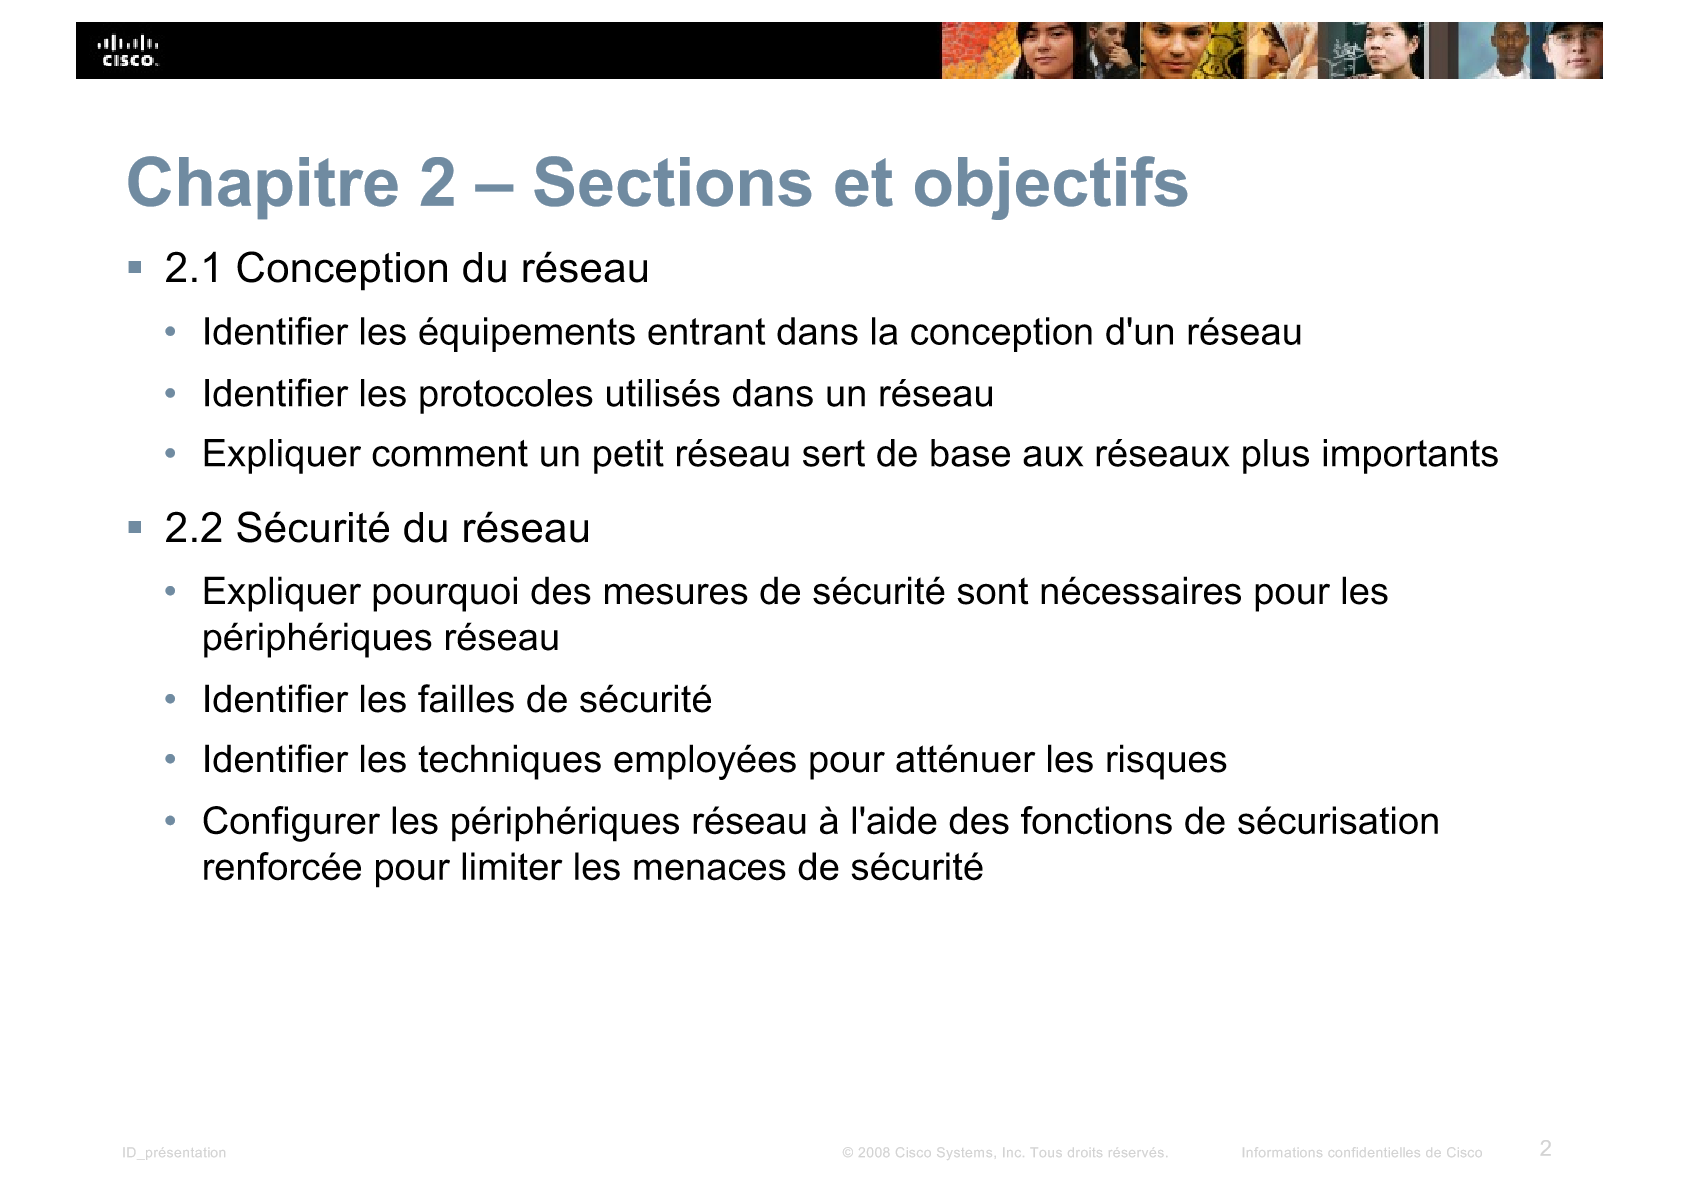 CISCO
Chapitre 2 – Sections et objectifs
▪ 2.1 Conception du réseau
• Identifier les équipements entrant dans la conception d'un réseau
• Identifier les protocoles utilisés dans un réseau
• Expliquer comment un petit réseau sert de base aux réseaux plus importants
▪ 2.2 Sécurité du réseau
• Expliquer pourquoi des mesures de sécurité sont nécessaires pour les
périphériques réseau
• Identifier les failles de sécurité
• Identifier les techniques employées pour atténuer les risques
• Configurer les périphériques réseau à l'aide des fonctions de sécurisation
renforcée pour limiter les menaces de sécurité
ID_présentation © 2008 Cisco Systems, Inc. Tous droits réservés. Informations confidentielles de Cisco 2